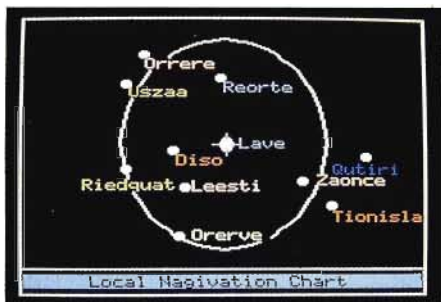 Orrere
Uszaa
Reorte
Lave
Diso
Qutiri
Riedquat
Leesti
Zaonce
Tionisla
Orerve
Local Nagivation Chart